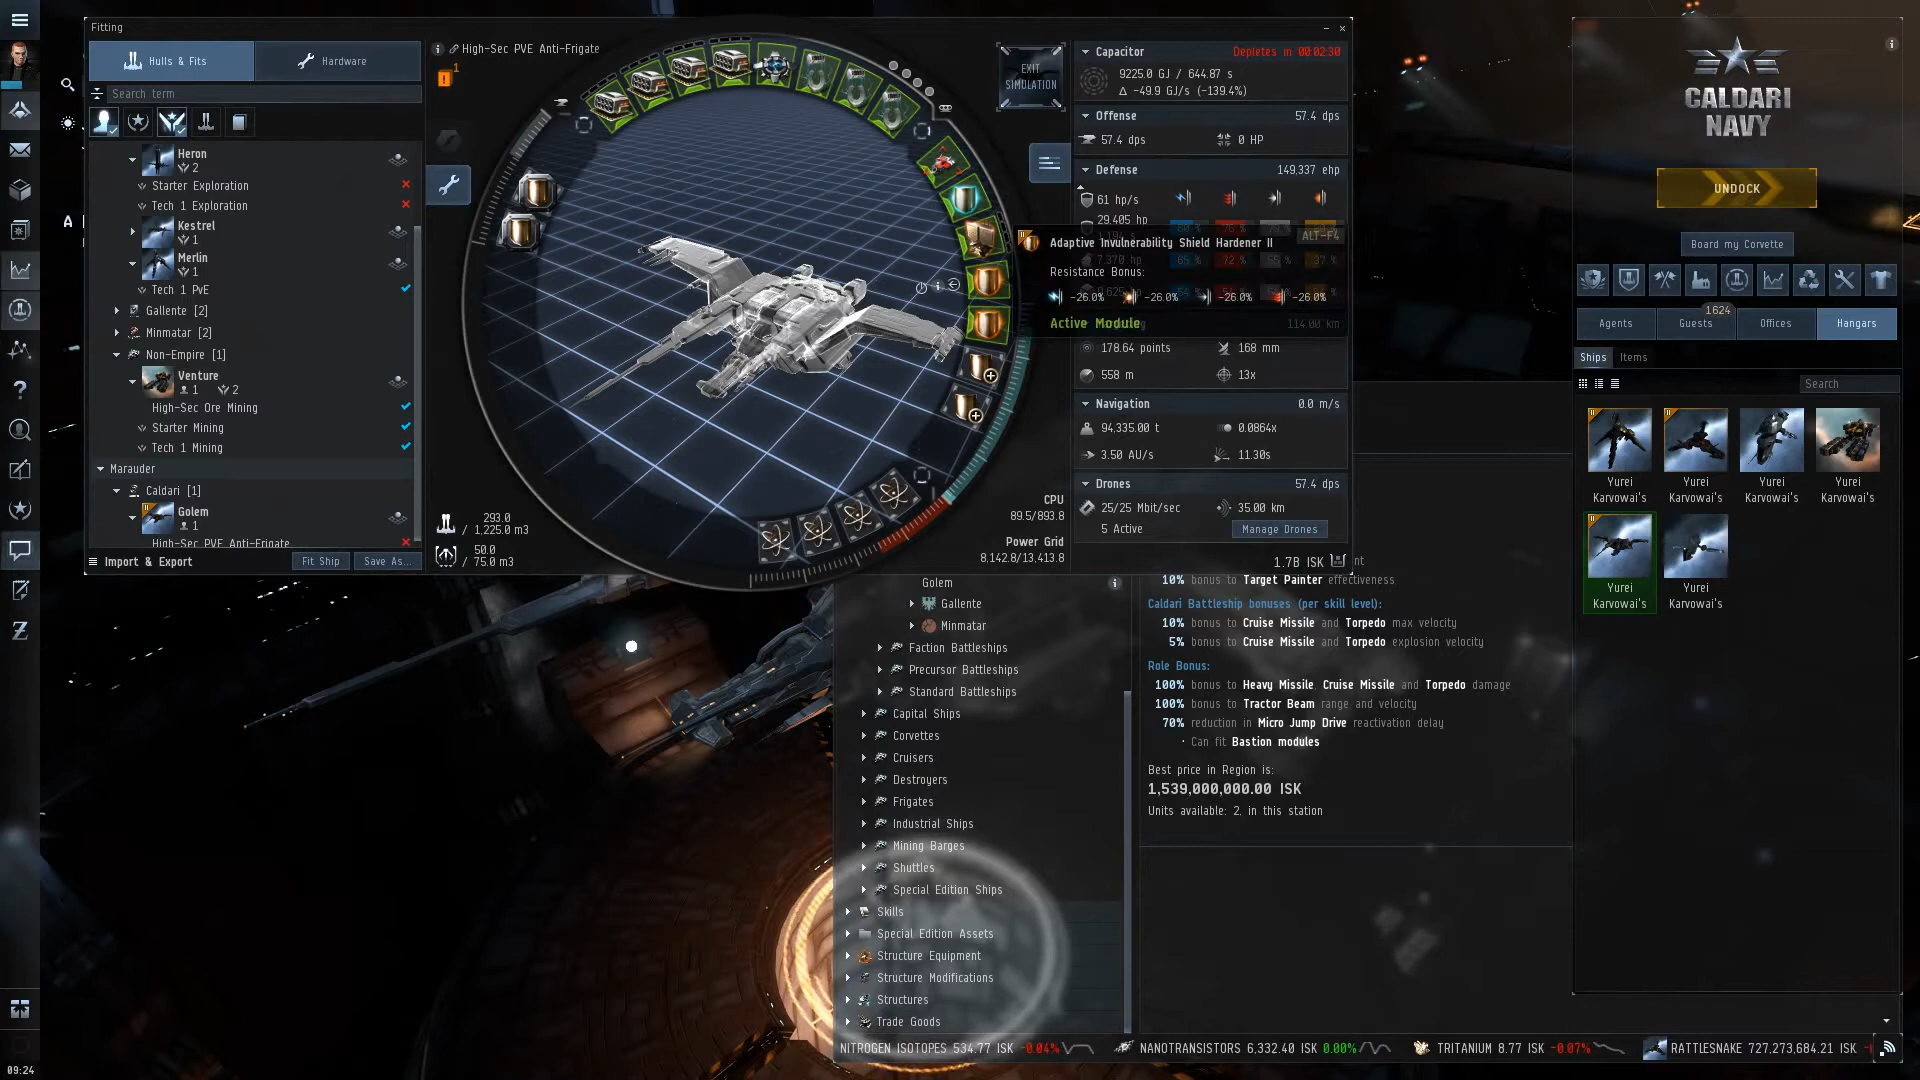 Fitting
Hulls & Fits
Hardware
Search term
Heron
2
Starter Exploration
Tech 1 Exploration
Kestrel
1
Merlin
1
Tech 1 PvE
Gallente [2]
Minmatar [2]
Non-Empire [1]
Venture
1 2
High-Sec Ore Mining
Starter Mining
Tech 1 Mining
Marauder
Caldari [1]
Golem
1
High-Sec PVE Anti-Frigate
Import & Export
Fit Ship
Save As...
High-Sec PVE Anti-Frigate
1
EXIT
SIMULATION
293.0
/ 1,225.0 m3
50.0
/ 75.0 m3
CPU
89.5/893.8
Power Grid
8,142.8/13,413.8
Capacitor
Depletes in 00:02:30
9225.0 GJ / 644.87 s
Δ -49.9 GJ/s (-139.4%)
Offense
57.4 dps
57.4 dps
0 HP
Defense
149,337 ehp
61 hp/s
29,405 hp
ALT-F4
Adaptive Invulnerability Shield Hardener II
Resistance Bonus:
-26.0% -26.0% -26.0% -26.0%
Active Module
114.00 km
178.64 points
168 mm
558 m
13x
Navigation
0.0 m/s
94,335.00 t
0.0864x
3.50 AU/s
11.30s
Drones
57.4 dps
25/25 Mbit/sec
35.00 km
5 Active
Manage Drones
1.7B ISK
nt
Golem
Gallente
Minmatar
Faction Battleships
Precursor Battleships
Standard Battleships
Capital Ships
Corvettes
Cruisers
Destroyers
Frigates
Industrial Ships
Mining Barges
Shuttles
Special Edition Ships
Skills
Special Edition Assets
Structure Equipment
Structure Modifications
Structures
Trade Goods
10% bonus to Target Painter effectiveness
Caldari Battleship bonuses (per skill level):
10% bonus to Cruise Missile and Torpedo max velocity
5% bonus to Cruise Missile and Torpedo explosion velocity
Role Bonus:
100% bonus to Heavy Missile, Cruise Missile and Torpedo damage
100% bonus to Tractor Beam range and velocity
70% reduction in Micro Jump Drive reactivation delay
· Can fit Bastion modules
Best price in Region is:
1,539,000,000.00 ISK
Units available: 2, in this station
CALDARI
NAVY
UNDOCK
Board my Corvette
1624
Agents
Guests
Offices
Hangars
Ships
Items
Search
Yurei
Karvowai's
Yurei
Karvowai's
Yurei
Karvowai's
Yurei
Karvowai's
Yurei
Karvowai's
Yurei
Karvowai's
NITROGEN ISOTOPES 534.77 ISK -0.04%
NANOTRANSISTORS 6,332.40 ISK 0.00%
TRITANIUM 8.77 ISK -0.07%
RATTLESNAKE 727,273,684.21 ISK
A
09:24